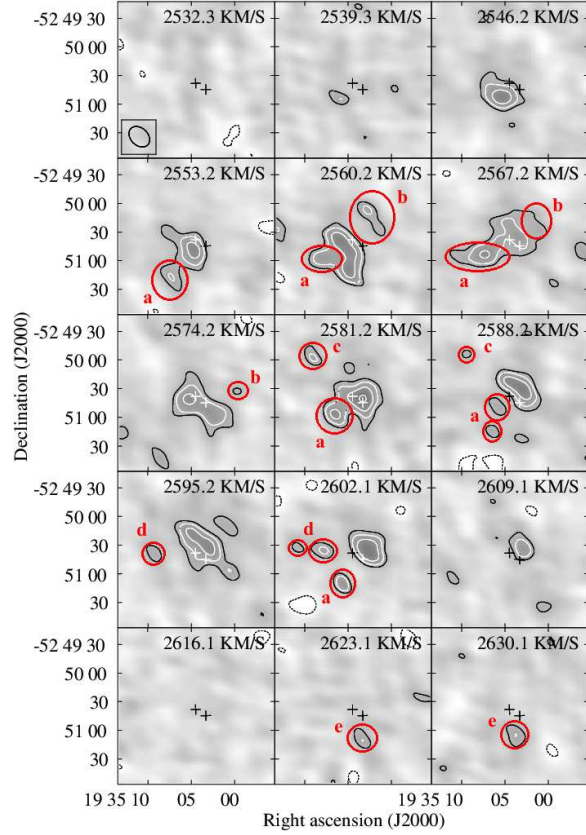 2532.3 KM/S 2539.3 KM/S 2546.2 KM/S
-52 49 30
50 00
30
51 00
30
2553.2 KM/S 2560.2 KM/S 2567.2 KM/S
-52 49 30
b b
50 00
30
a a
51 00
30
a
2574.2 KM/S 2581.2 KM/S 2588.2 KM/S
-52 49 30
c c
50 00
b
30
a
51 00
a
30
2595.2 KM/S 2602.1 KM/S 2609.1 KM/S
-52 49 30
50 00
d d
30
51 00
a
30
2616.1 KM/S 2623.1 KM/S 2630.1 KM/S
-52 49 30
50 00
30
e e
51 00
30
19 35 10 05 00 19 35 10 05 00
Right ascension (J2000)
Declination (J2000)